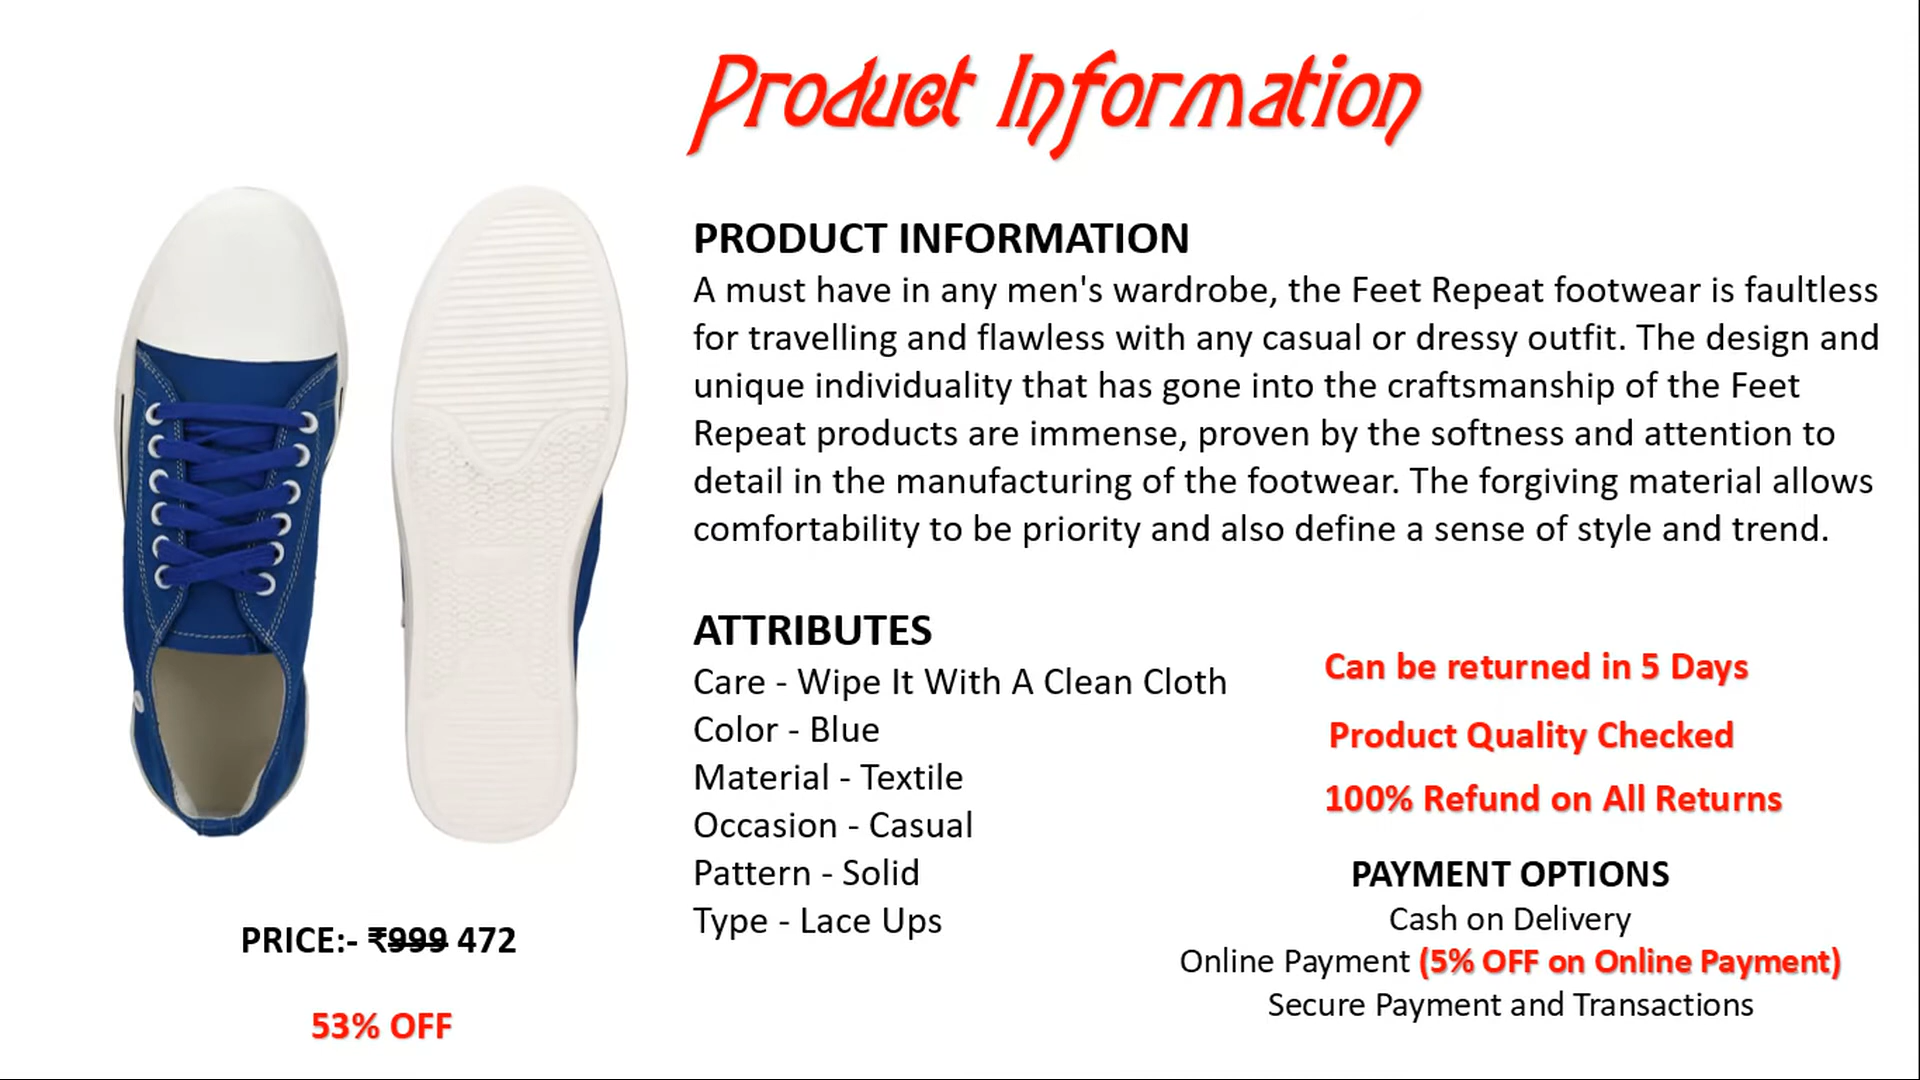 Product Information
PRODUCT INFORMATION
A must have in any men's wardrobe, the Feet Repeat footwear is faultless
for travelling and flawless with any casual or dressy outfit. The design and
unique individuality that has gone into the craftsmanship of the Feet
Repeat products are immense, proven by the softness and attention to
detail in the manufacturing of the footwear. The forgiving material allows
comfortability to be priority and also define a sense of style and trend.
ATTRIBUTES
Care - Wipe It With A Clean Cloth
Color - Blue
Material - Textile
Occasion - Casual
Pattern - Solid
Type - Lace Ups
Can be returned in 5 Days
Product Quality Checked
100% Refund on All Returns
PAYMENT OPTIONS
Cash on Delivery
Online Payment (5% OFF on Online Payment)
Secure Payment and Transactions
PRICE:- ₹999 472
53% OFF